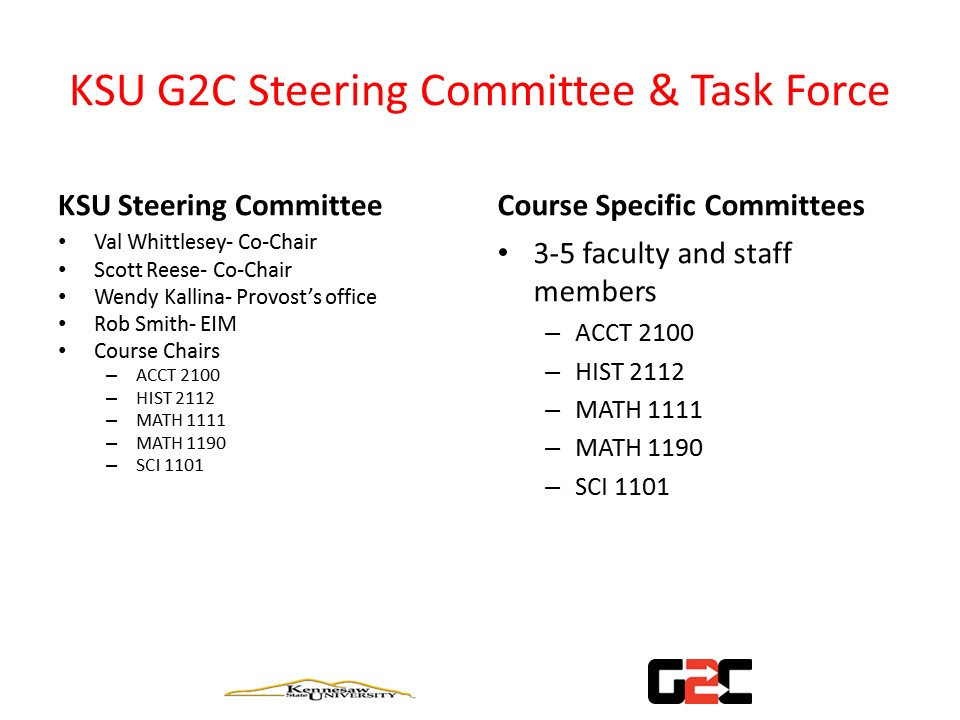 KSU G2C Steering Committee & Task Force
KSU Steering Committee
• Val Whittlesey- Co-Chair
• Scott Reese- Co-Chair
• Wendy Kallina- Provost’s office
• Rob Smith- EIM
• Course Chairs
– ACCT 2100
– HIST 2112
– MATH 1111
– MATH 1190
– SCI 1101
Course Specific Committees
• 3-5 faculty and staff
members
– ACCT 2100
– HIST 2112
– MATH 1111
– MATH 1190
– SCI 1101
Kennesaw
State UNIVERSITY
G2C